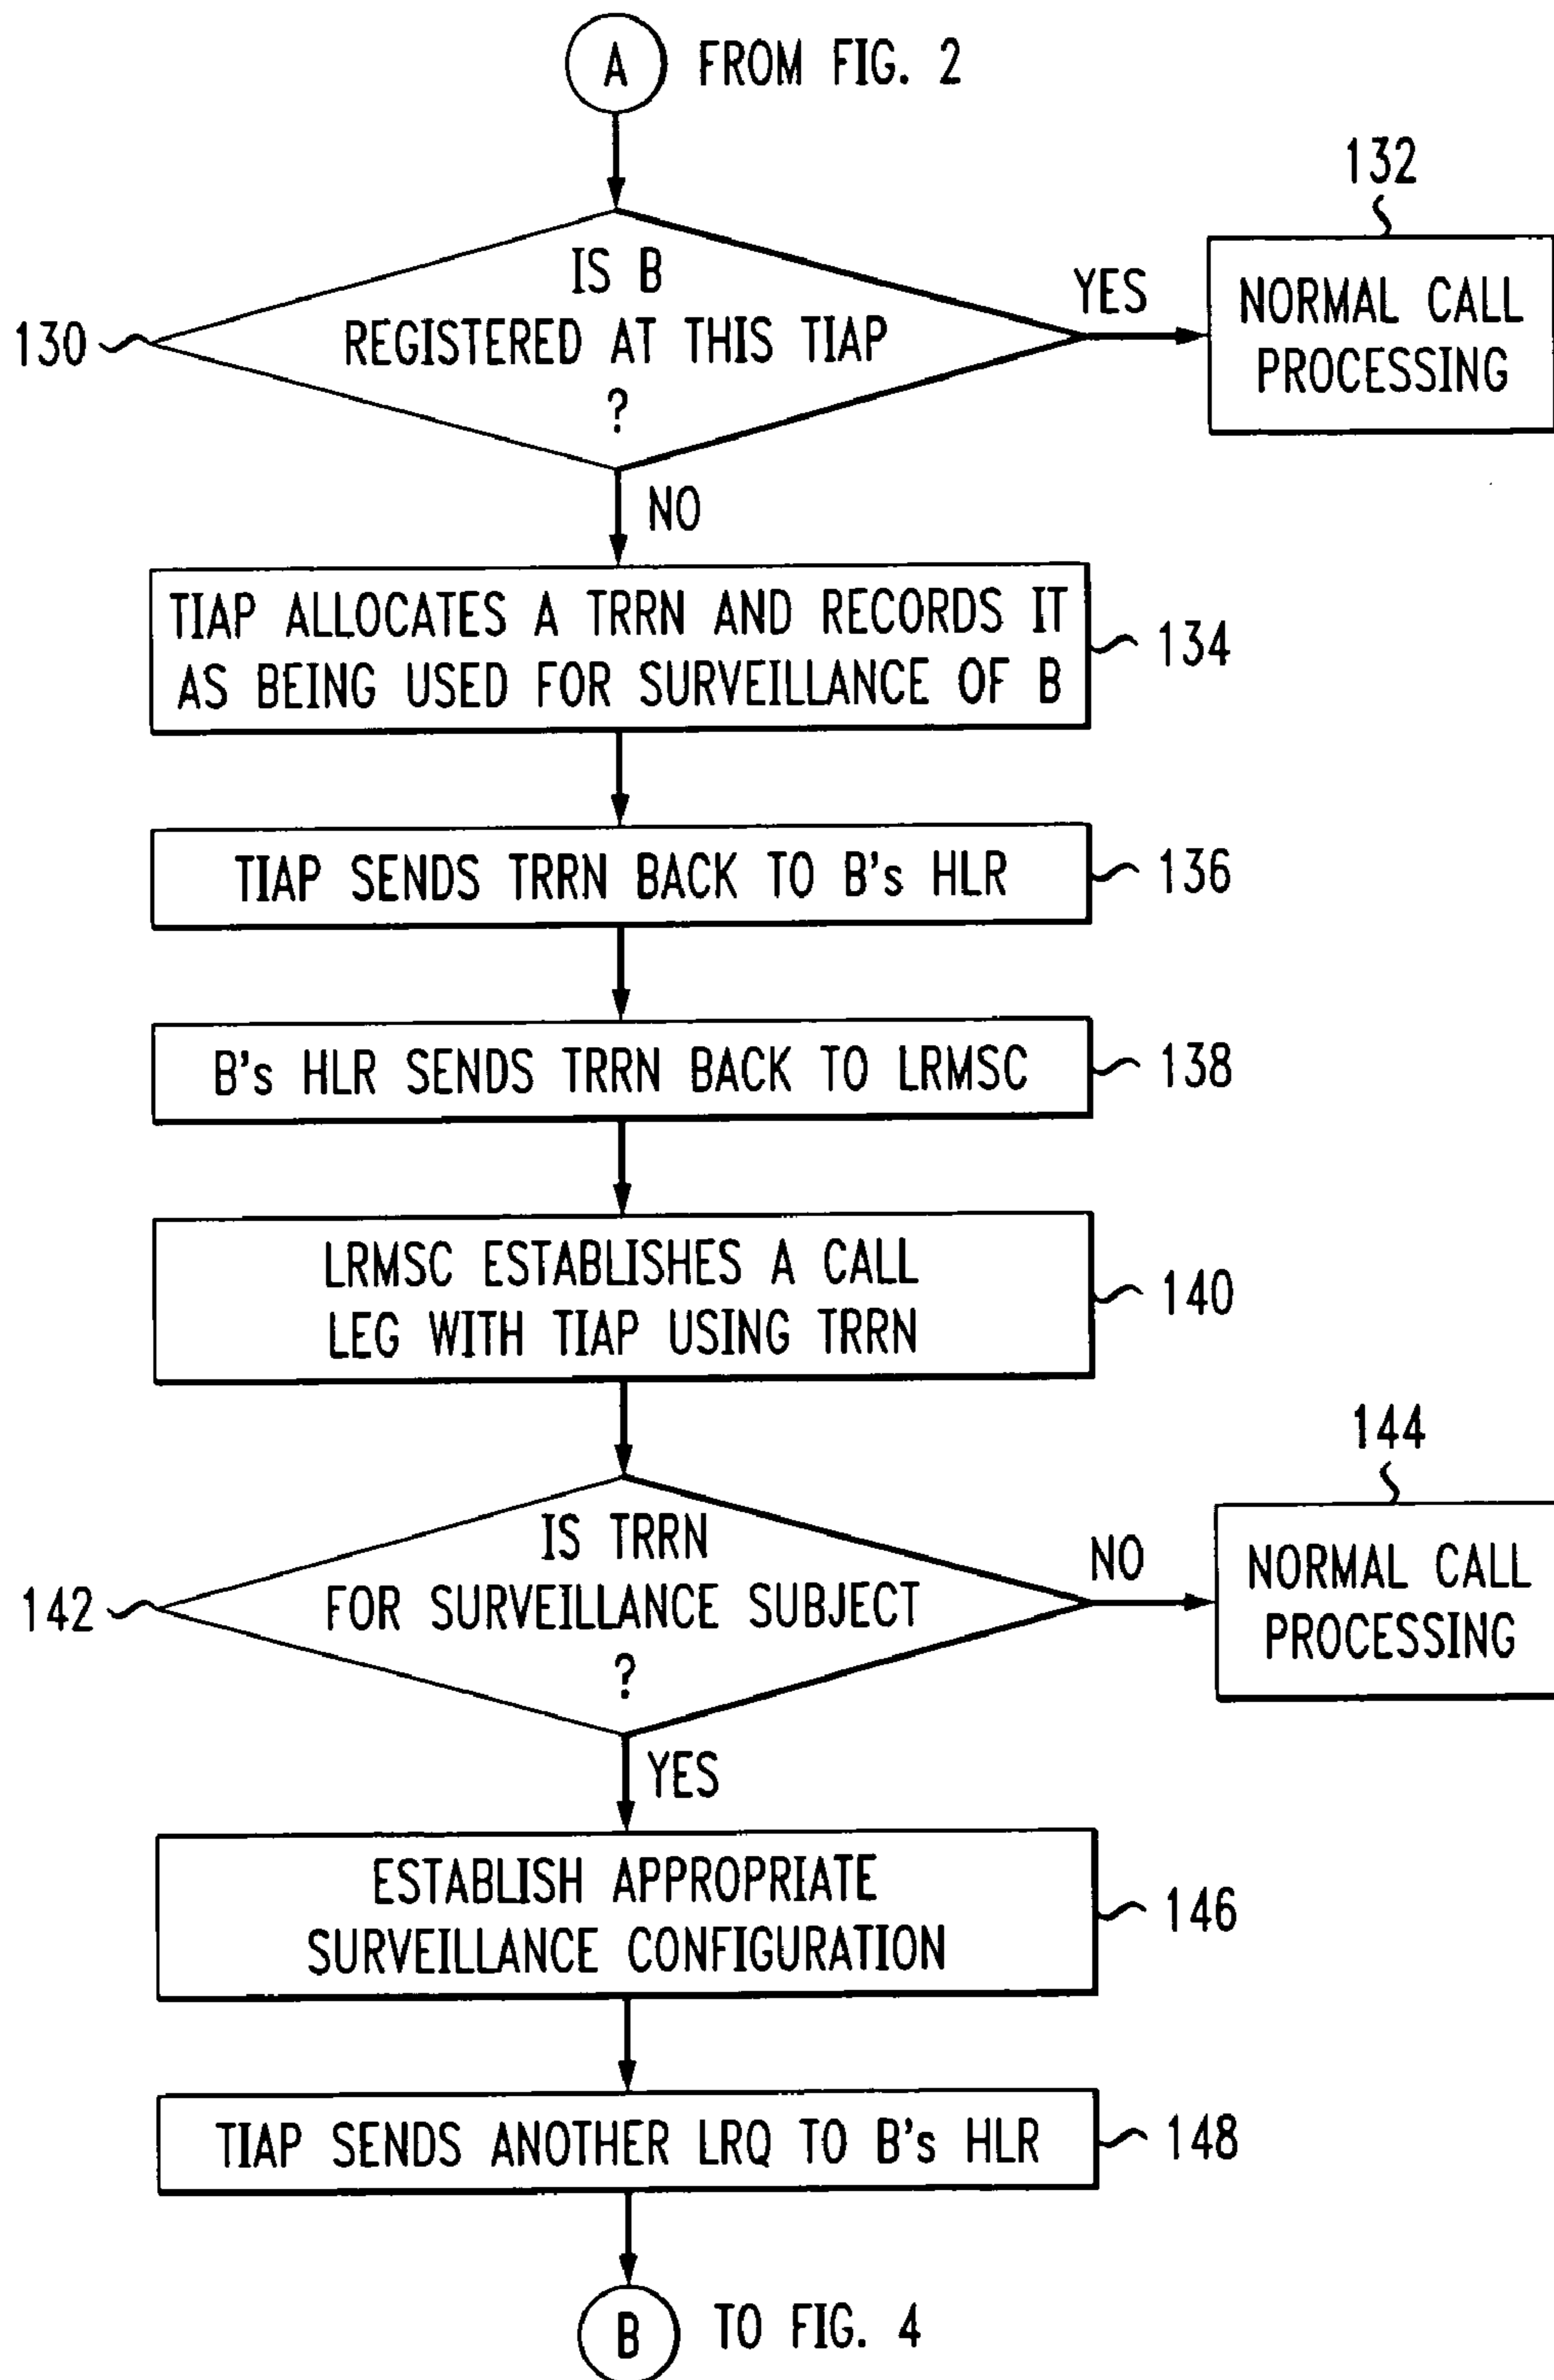 A FROM FIG. 2
132
IS B
REGISTERED AT THIS TIAP
?
130
YES
NORMAL CALL
PROCESSING
NO
TIAP ALLOCATES A TRRN AND RECORDS IT
AS BEING USED FOR SURVEILLANCE OF B
134
TIAP SENDS TRRN BACK TO B's HLR
136
B's HLR SENDS TRRN BACK TO LRMSC
138
LRMSC ESTABLISHES A CALL
LEG WITH TIAP USING TRRN
140
144
IS TRRN
FOR SURVEILLANCE SUBJECT
?
142
NO
NORMAL CALL
PROCESSING
YES
ESTABLISH APPROPRIATE
SURVEILLANCE CONFIGURATION
146
TIAP SENDS ANOTHER LRQ TO B's HLR
148
B TO FIG. 4